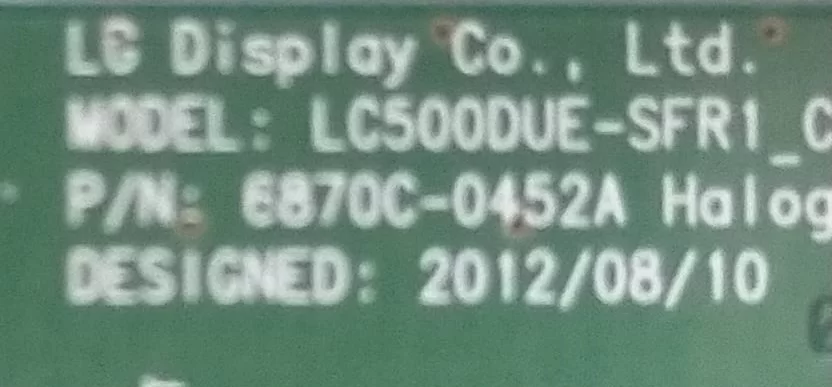 LG Display Co., Ltd.
MODEL: LC500DUE-SFR1_C
P/N: 6870C-0452A Halog
DESIGNED: 2012/08/10